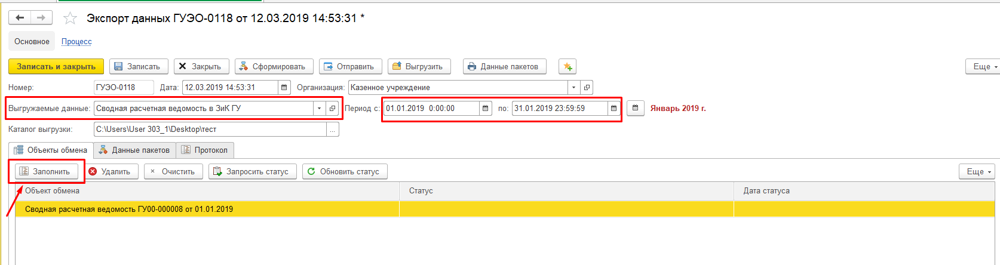 Экспорт данных ГУЭО-0118 от 12.03.2019 14:53:31 *
Основное Процесс
Записать и закрыть Записать Закрыть Сформировать Отправить Выгрузить Данные пакетов Еще
Номер: ГУЭО-0118 Дата: 12.03.2019 14:53:31 Организация: Казенное учреждение
Выгружаемые данные: Сводная расчетная ведомость в ЗиК ГУ Период с: 01.01.2019 0:00:00 по: 31.01.2019 23:59:59 Январь 2019 г.
Каталог выгрузки: C:\Users\User 303_1\Desktop\тест ...
Объекты обмена Данные пакетов Протокол
Заполнить Удалить Очистить Запросить статус Обновить статус Еще
Объект обмена Статус Дата статуса
Сводная расчетная ведомость ГУ00-000008 от 01.01.2019